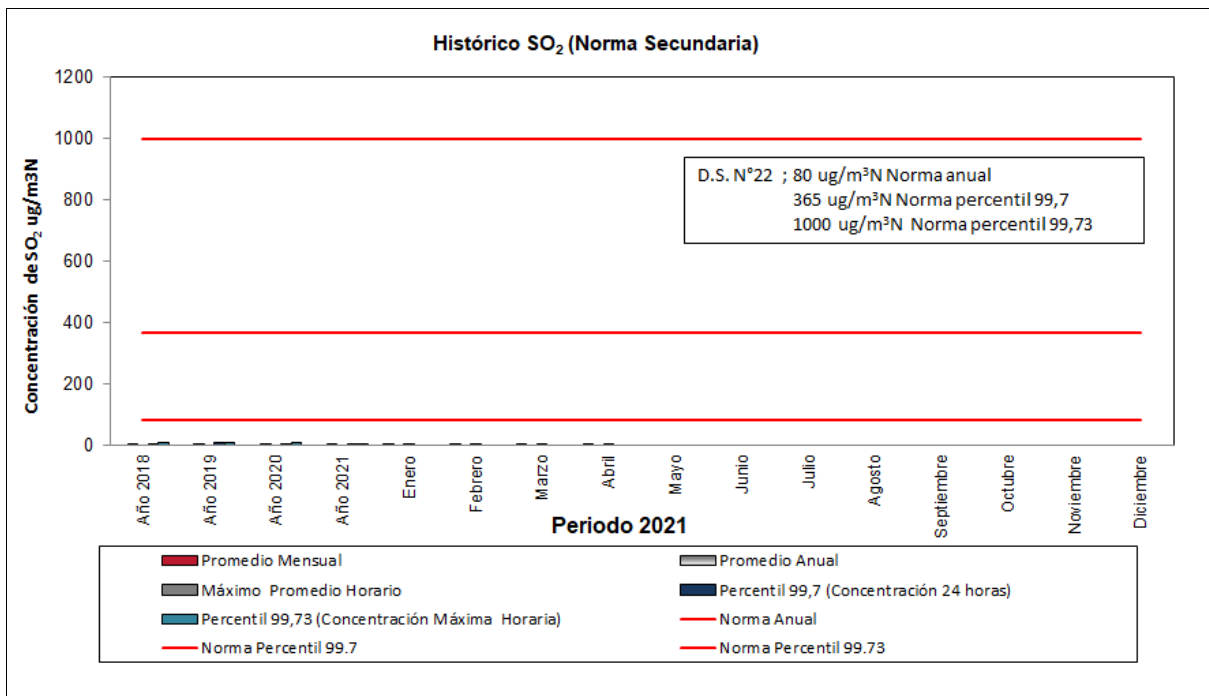 Histórico SO₂ (Norma Secundaria)
Concentración de SO₂ ug/m3N
1200
1000
800
600
400
200
0
D.S. N°22 ; 80 ug/m³N Norma anual
365 ug/m³N Norma percentil 99,7
1000 ug/m³N Norma percentil 99,73
Año 2018
Año 2019
Año 2020
Año 2021
Enero
Febrero
Marzo
Abril
Mayo
Junio
Julio
Agosto
Septiembre
Octubre
Noviembre
Diciembre
Periodo 2021
Promedio Mensual
Promedio Anual
Máximo Promedio Horario
Percentil 99,7 (Concentración 24 horas)
Percentil 99,73 (Concentración Máxima Horaria)
Norma Anual
Norma Percentil 99.7
Norma Percentil 99.73